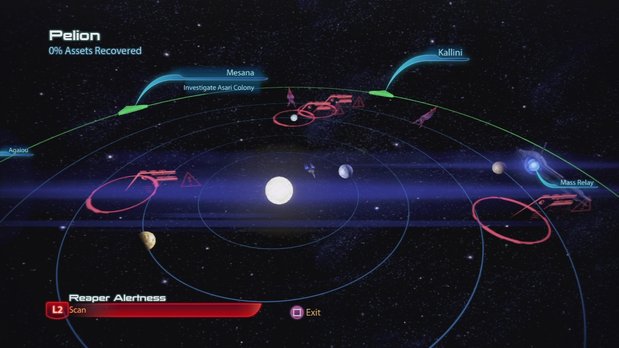 Pelion
0% Assets Recovered
Kallini
Mesana
Investigate Asari Colony
Agaiou
Mass Relay
Reaper Alertness
L2 Scan
Exit